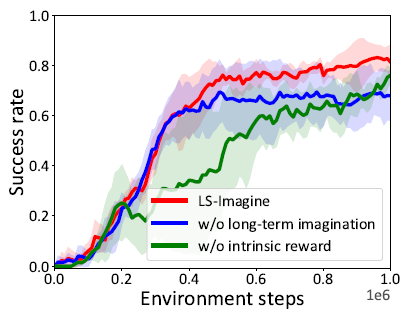 Success rate
1.0
0.8
0.6
0.4
0.2
0.0
LS-Imagine
w/o long-term imagination
w/o intrinsic reward
0.0 0.2 0.4 0.6 0.8 1.0
1e6
Environment steps